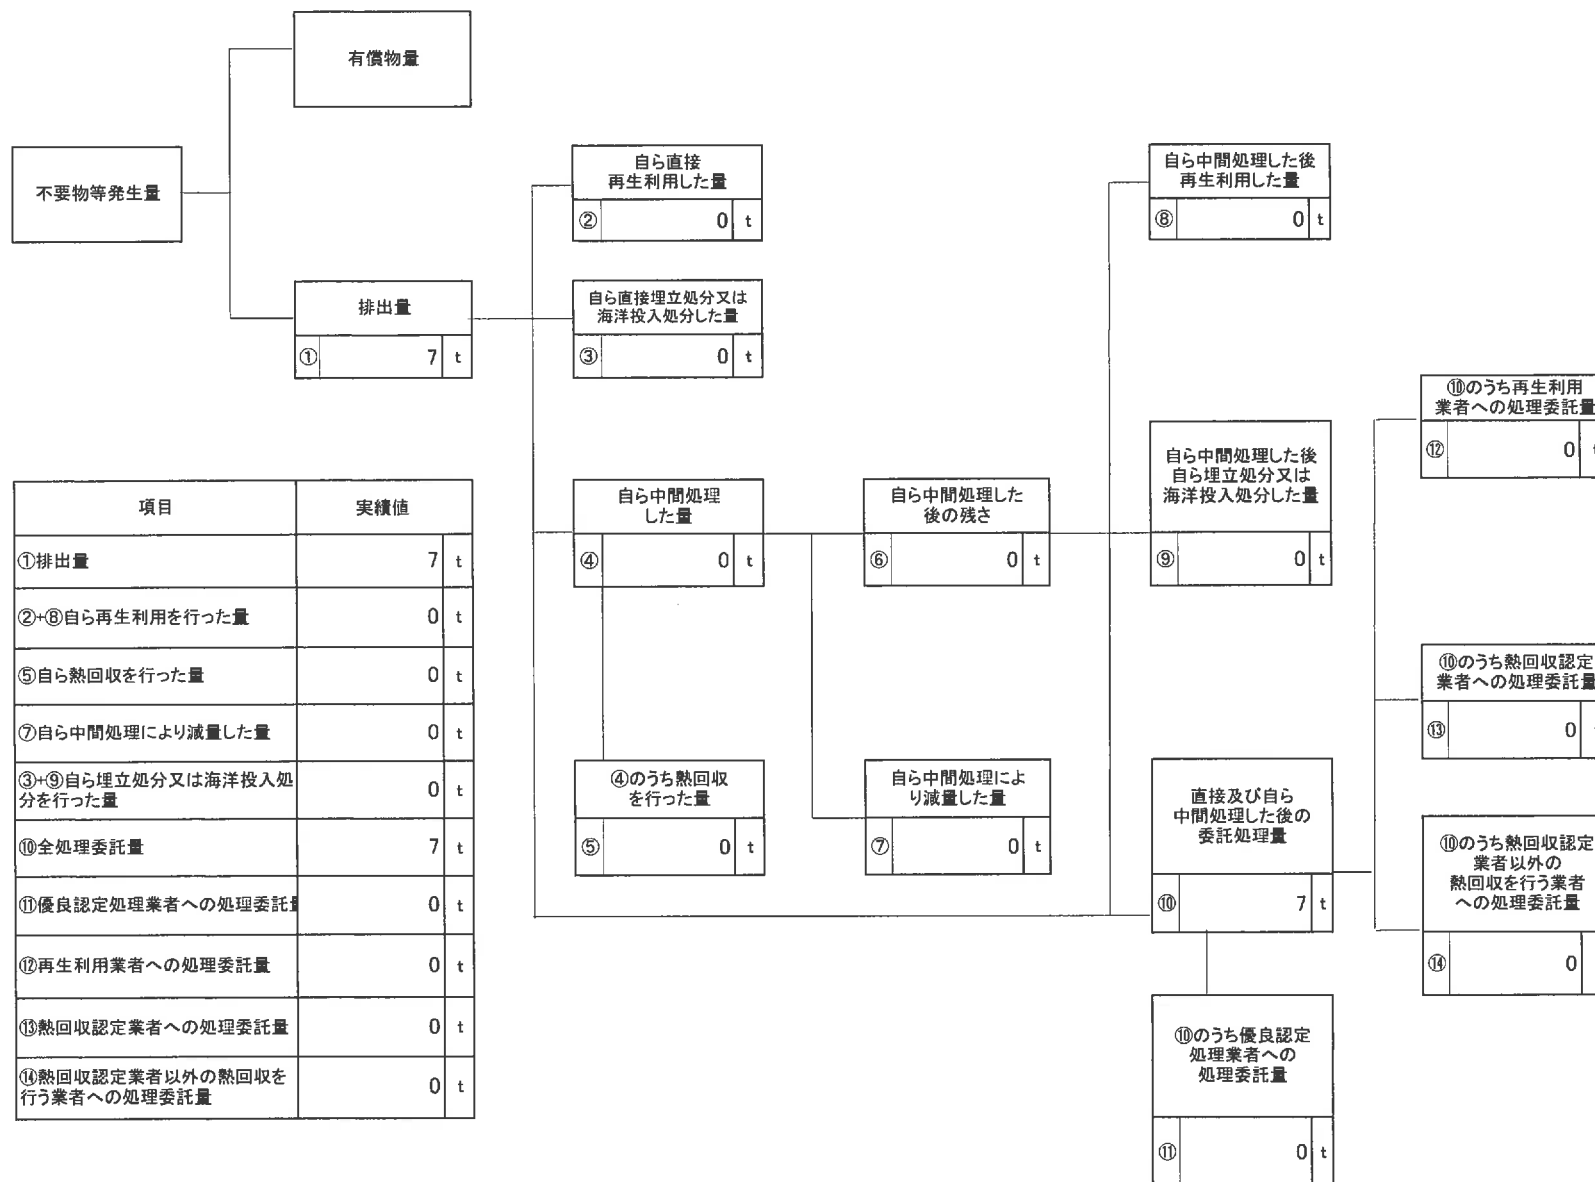 有償物量
不要物等発生量
排出量
① 7 t
自ら直接
再生利用した量
② 0 t
自ら直接埋立処分又は
海洋投入処分した量
③ 0 t
自ら中間処理
した量
④ 0 t
④のうち熱回収
を行った量
⑤ 0 t
自ら中間処理した
後の残さ
⑥ 0 t
自ら中間処理によ
り減量した量
⑦ 0 t
自ら中間処理した後
再生利用した量
⑧ 0 t
自ら中間処理した後
自ら埋立処分又は
海洋投入処分した量
⑨ 0 t
直接及び自ら
中間処理した後の
委託処理量
⑩ 7 t
⑩のうち優良認定
処理業者への
処理委託量
⑪ 0 t
⑩のうち再生利用
業者への処理委託量
⑫ 0
⑩のうち熱回収認定
業者への処理委託量
⑬ 0
⑩のうち熱回収認定
業者以外の
熱回収を行う業者
への処理委託量
⑭ 0
項目 実績値
①排出量 7 t
②+⑧自ら再生利用を行った量 0 t
⑤自ら熱回収を行った量 0 t
⑦自ら中間処理により減量した量 0 t
③+⑨自ら埋立処分又は海洋投入処
分を行った量 0 t
⑩全処理委託量 7 t
⑪優良認定処理業者への処理委託量 0 t
⑫再生利用業者への処理委託量 0 t
⑬熱回収認定業者への処理委託量 0 t
⑭熱回収認定業者以外の熱回収を
行う業者への処理委託量 0 t